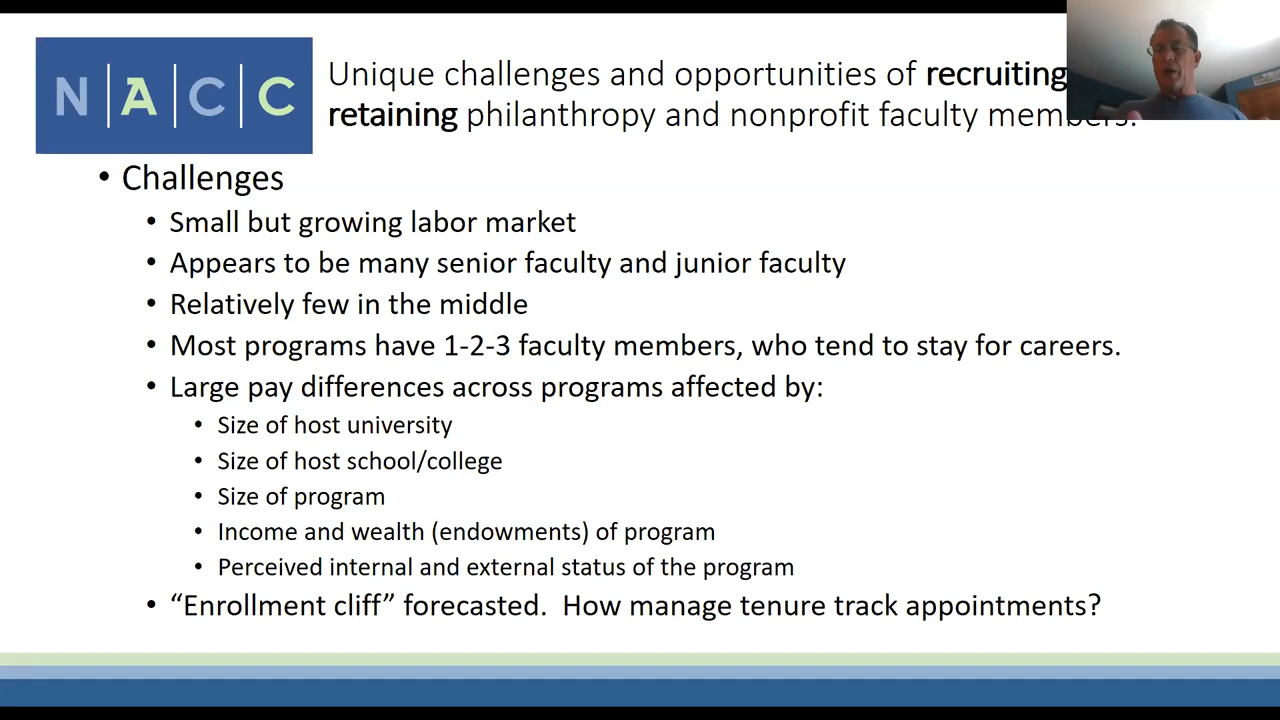 N|A|C|C
Unique challenges and opportunities of recruiting
retaining philanthropy and nonprofit faculty members.
• Challenges
• Small but growing labor market
• Appears to be many senior faculty and junior faculty
• Relatively few in the middle
• Most programs have 1-2-3 faculty members, who tend to stay for careers.
• Large pay differences across programs affected by:
• Size of host university
• Size of host school/college
• Size of program
• Income and wealth (endowments) of program
• Perceived internal and external status of the program
• “Enrollment cliff” forecasted.  How manage tenure track appointments?